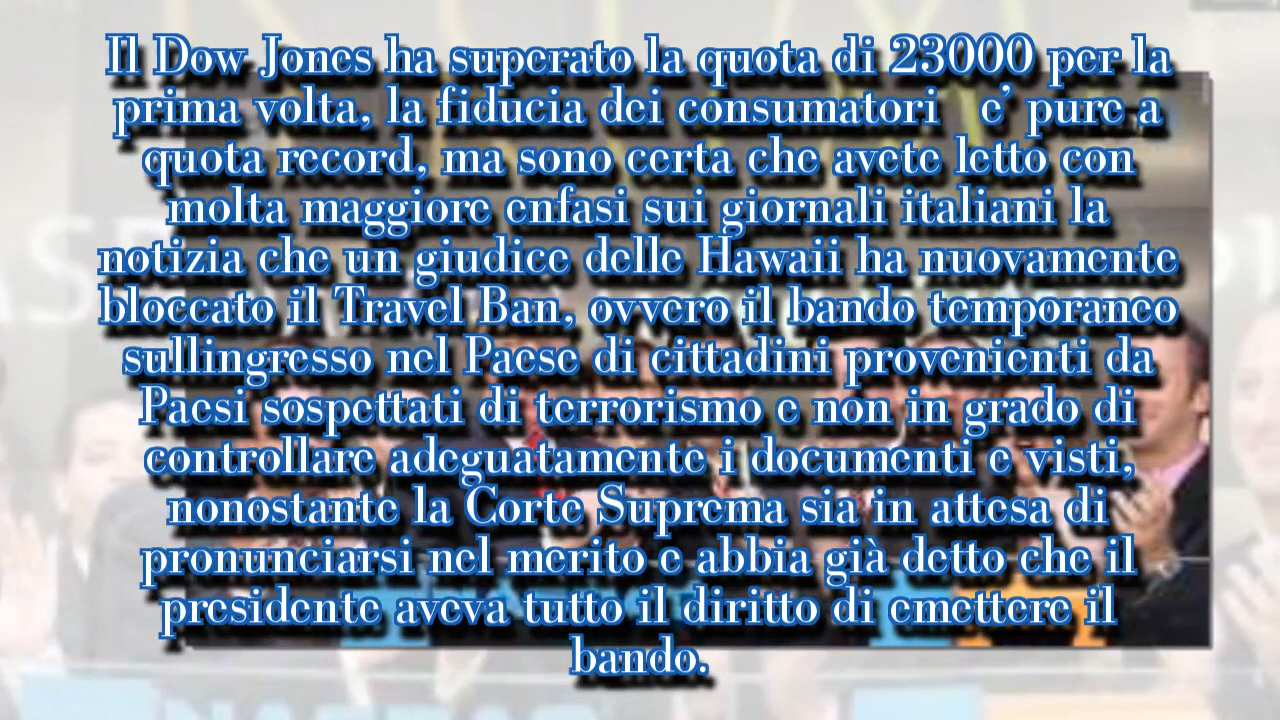 Il Dow Jones ha superato la quota di 23000 per la
prima volta, la fiducia dei consumatori e' pure a
quota record, ma sono certa che avete letto con
molta maggiore enfasi sui giornali italiani la
notizia che un giudice delle Hawaii ha nuovamente
bloccato il Travel Ban, ovvero il bando temporaneo
sullingresso nel Paese di cittadini provenienti da
Paesi sospettati di terrorismo e non in grado di
controllare adeguatamente i documenti e visti,
nonostante la Corte Suprema sia in attesa di
pronunciarsi nel merito e abbia già detto che il
presidente aveva tutto il diritto di emettere il
bando.